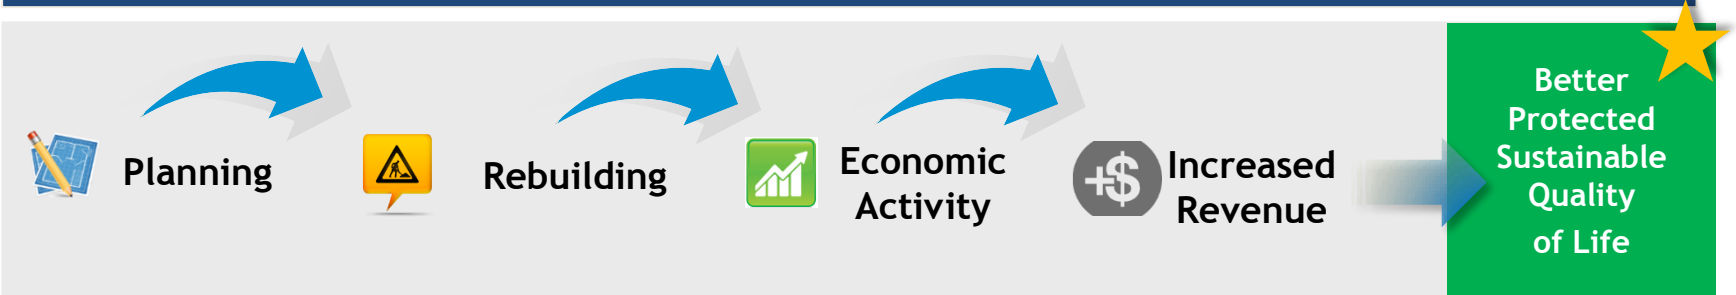 Planning
Rebuilding
Economic
Activity
+$
Increased
Revenue
Better
Protected
Sustainable
Quality
of Life